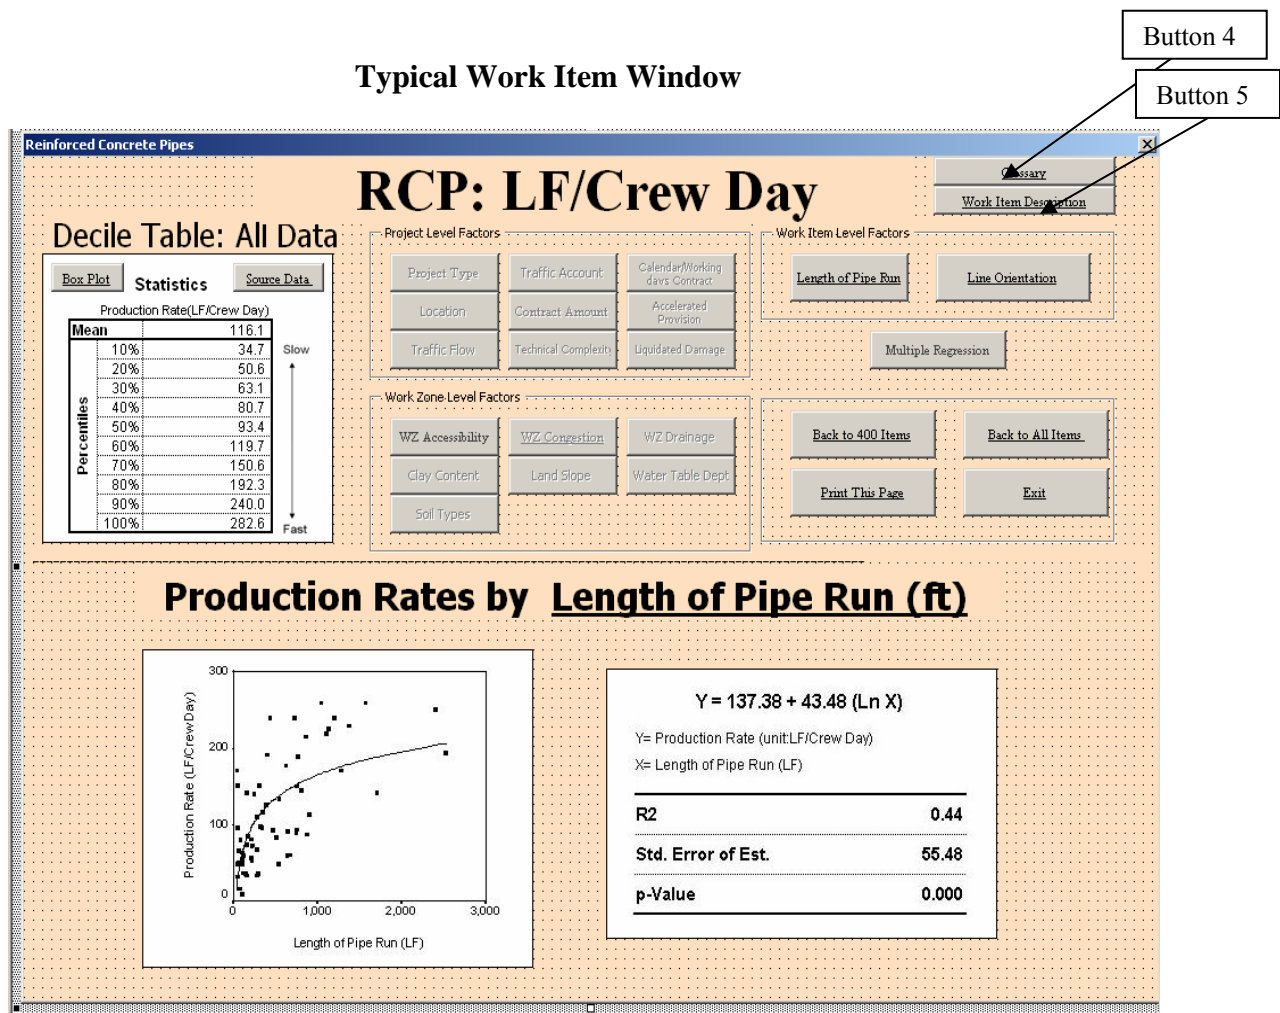 Button 4
Typical Work Item Window
Button 5
Reinforced Concrete Pipes
RCP: LF/Crew Day
Glossary
Work Item Description
Decile Table: All Data
Box Plot
Statistics
Source Data
Production Rate(LF/Crew Day)
Mean 116.1
10% 34.7 Slow
20% 50.6
30% 63.1
40% 80.7
50% 93.4
60% 119.7
70% 150.6
80% 192.3
90% 240.0
100% 282.6 Fast
Percentiles
Project Level Factors
Project Type
Traffic Account
Calendar/Working
days Contract
Location
Contract Amount
Accelerated
Provision
Traffic Flow
Technical Complexity
Liquidated Damage
Work Item Level Factors
Length of Pipe Run
Line Orientation
Multiple Regression
Work Zone Level Factors
WZ Accessibility
WZ Congestion
WZ Drainage
Clay Content
Land Slope
Water Table Dept
Soil Types
Back to 400 Items
Back to All Items
Print This Page
Exit
Production Rates by Length of Pipe Run (ft)
300
200
100
0
Production Rate (LF/CrewDay)
0 1,000 2,000 3,000
Length of Pipe Run (LF)
Y = 137.38 + 43.48 (Ln X)
Y= Production Rate (unit:LF/Crew Day)
X= Length of Pipe Run (LF)
R2 0.44
Std. Error of Est. 55.48
p-Value 0.000